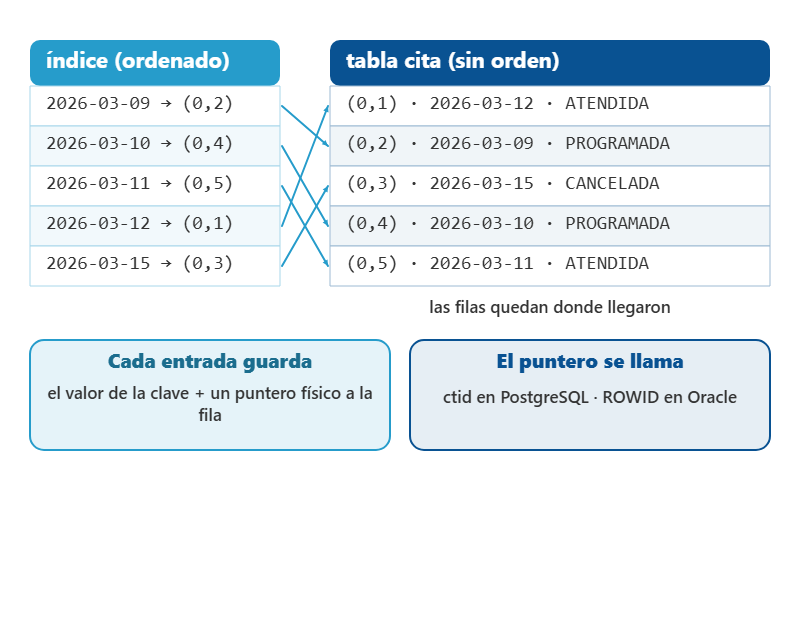 índice (ordenado)
2026-03-09 → (0,2)
2026-03-10 → (0,4)
2026-03-11 → (0,5)
2026-03-12 → (0,1)
2026-03-15 → (0,3)
tabla cita (sin orden)
(0,1) · 2026-03-12 · ATENDIDA
(0,2) · 2026-03-09 · PROGRAMADA
(0,3) · 2026-03-15 · CANCELADA
(0,4) · 2026-03-10 · PROGRAMADA
(0,5) · 2026-03-11 · ATENDIDA
las filas quedan donde llegaron
Cada entrada guarda
el valor de la clave + un puntero físico a la
fila
El puntero se llama
ctid en PostgreSQL · ROWID en Oracle